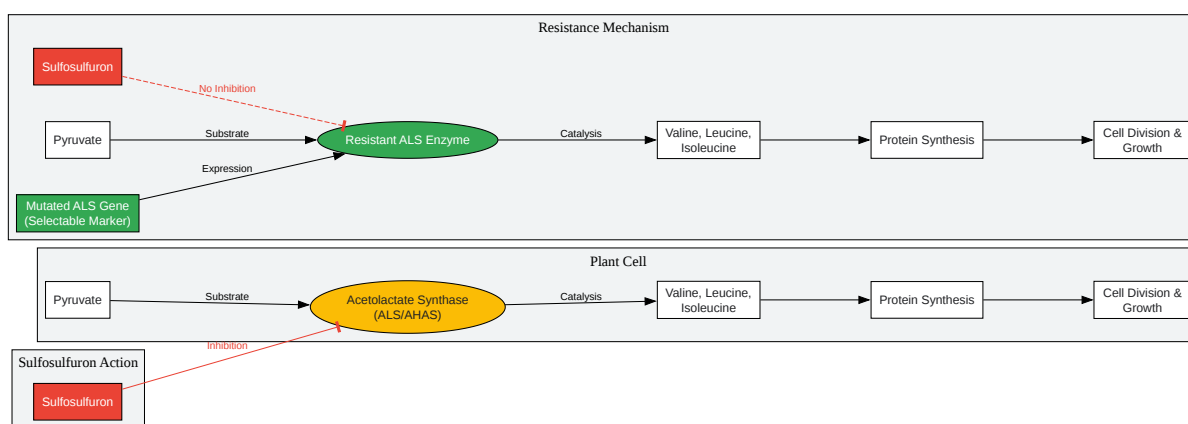 Resistance Mechanism
Sulfosulfuron
No Inhibition
Pyruvate
Substrate
Resistant ALS Enzyme
Catalysis
Valine, Leucine,
Isoleucine
Protein Synthesis
Cell Division &
Growth
Expression
Mutated ALS Gene
(Selectable Marker)
Plant Cell
Pyruvate
Substrate
Acetolactate Synthase
(ALS/AHAS)
Catalysis
Valine, Leucine,
Isoleucine
Protein Synthesis
Cell Division &
Growth
Inhibition
Sulfosulfuron Action
Sulfosulfuron